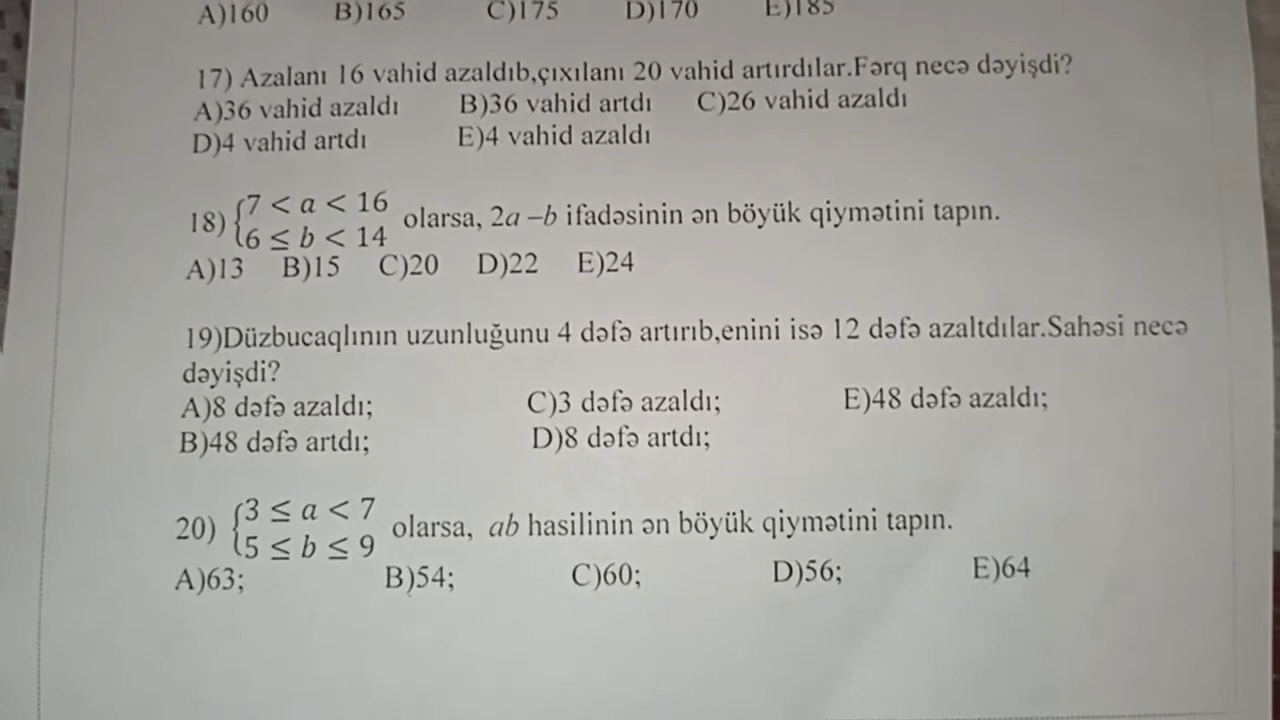 A)160 B)165 C)175 D)170 E)185
17) Azalanı 16 vahid azaldıb,çıxılanı 20 vahid artırdılar.Fərq necə dəyişdi?
A)36 vahid azaldı B)36 vahid artdı C)26 vahid azaldı
D)4 vahid artdı E)4 vahid azaldı
18) {7 < a < 16
6 ≤ b < 14 olarsa, 2a –b ifadəsinin ən böyük qiymətini tapın.
A)13 B)15 C)20 D)22 E)24
19)Düzbucaqlının uzunluğunu 4 dəfə artırıb,enini isə 12 dəfə azaltdılar.Sahəsi necə
dəyişdi?
A)8 dəfə azaldı; C)3 dəfə azaldı; E)48 dəfə azaldı;
B)48 dəfə artdı; D)8 dəfə artdı;
20) {3 ≤ a < 7
5 ≤ b ≤ 9 olarsa, ab hasilinin ən böyük qiymətini tapın.
A)63; B)54; C)60; D)56; E)64